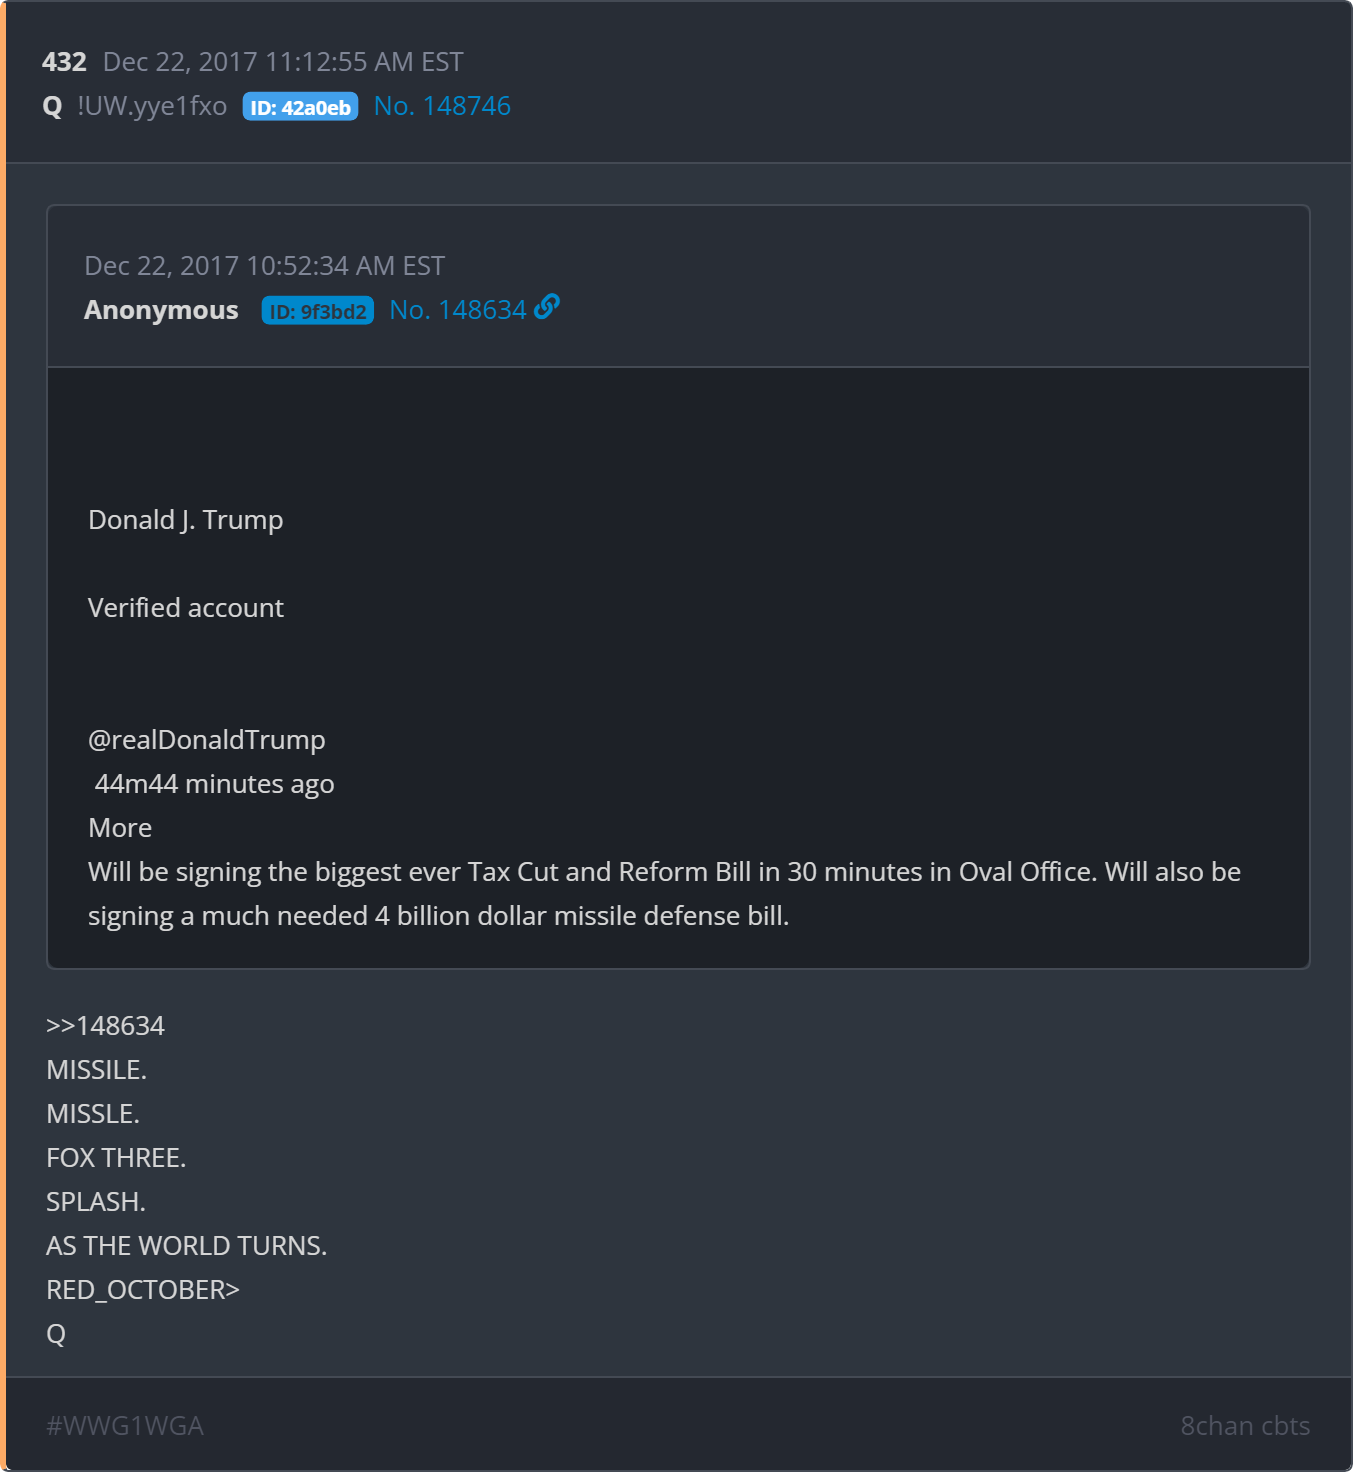 432 Dec 22, 2017 11:12:55 AM EST
Q !UW.yye1fxo ID: 42a0eb No. 148746
Dec 22, 2017 10:52:34 AM EST
Anonymous ID: 9f3bd2 No. 148634
Donald J. Trump
Verified account
@realDonaldTrump
44m44 minutes ago
More
Will be signing the biggest ever Tax Cut and Reform Bill in 30 minutes in Oval Office. Will also be
signing a much needed 4 billion dollar missile defense bill.
>>148634
MISSILE.
MISSLE.
FOX THREE.
SPLASH.
AS THE WORLD TURNS.
RED_OCTOBER>
Q
#WWG1WGA 8chan cbts